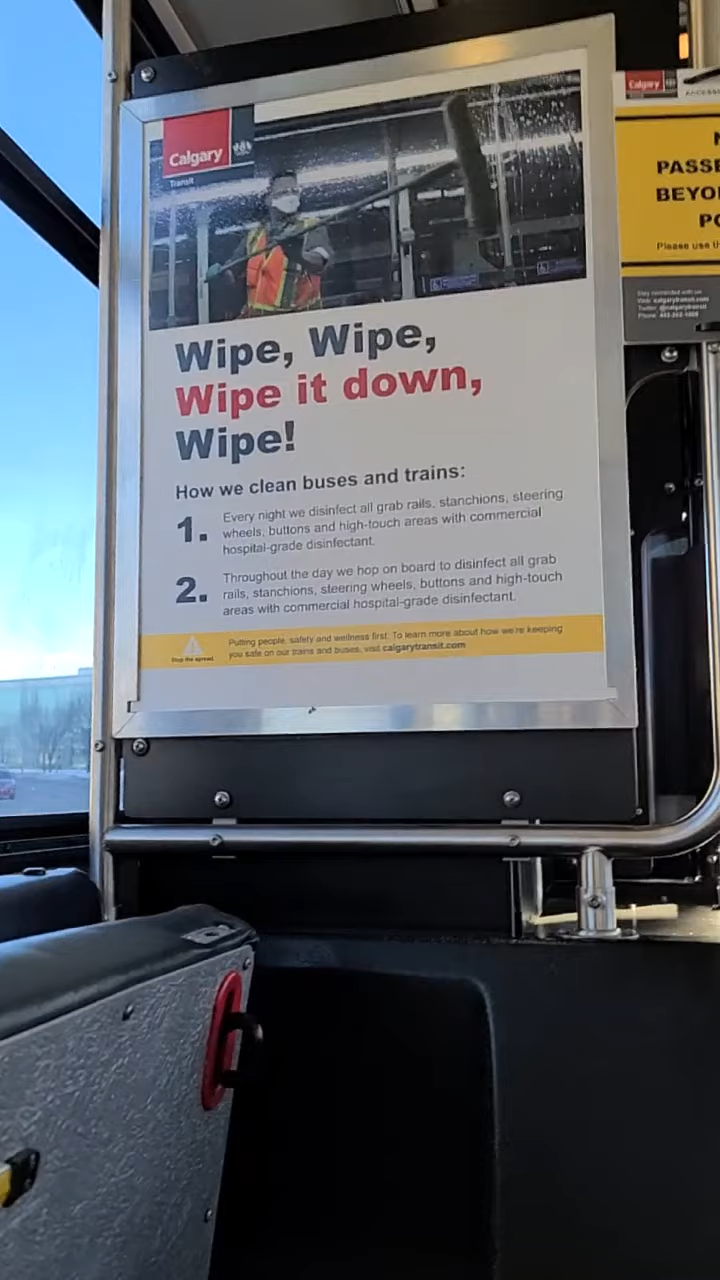 Calgary
Transit
Wipe, Wipe,
Wipe it down,
Wipe!
How we clean buses and trains:
1. Every night we disinfect all grab rails, stanchions, steering
wheels, buttons and high-touch areas with commercial
hospital-grade disinfectant.
2. Throughout the day we hop on board to disinfect all grab
rails, stanchions, steering wheels, buttons and high-touch
areas with commercial hospital-grade disinfectant.
Stop the spread.
Putting people, safety and wellness first. To learn more about how we're keeping
you safe on our trains and buses, visit calgarytransit.com
Calgary
PASSE
BEYO
PO
Please use th
Stay connected with us:
Web: calgarytransit.com
Twitter: @calgarytransit